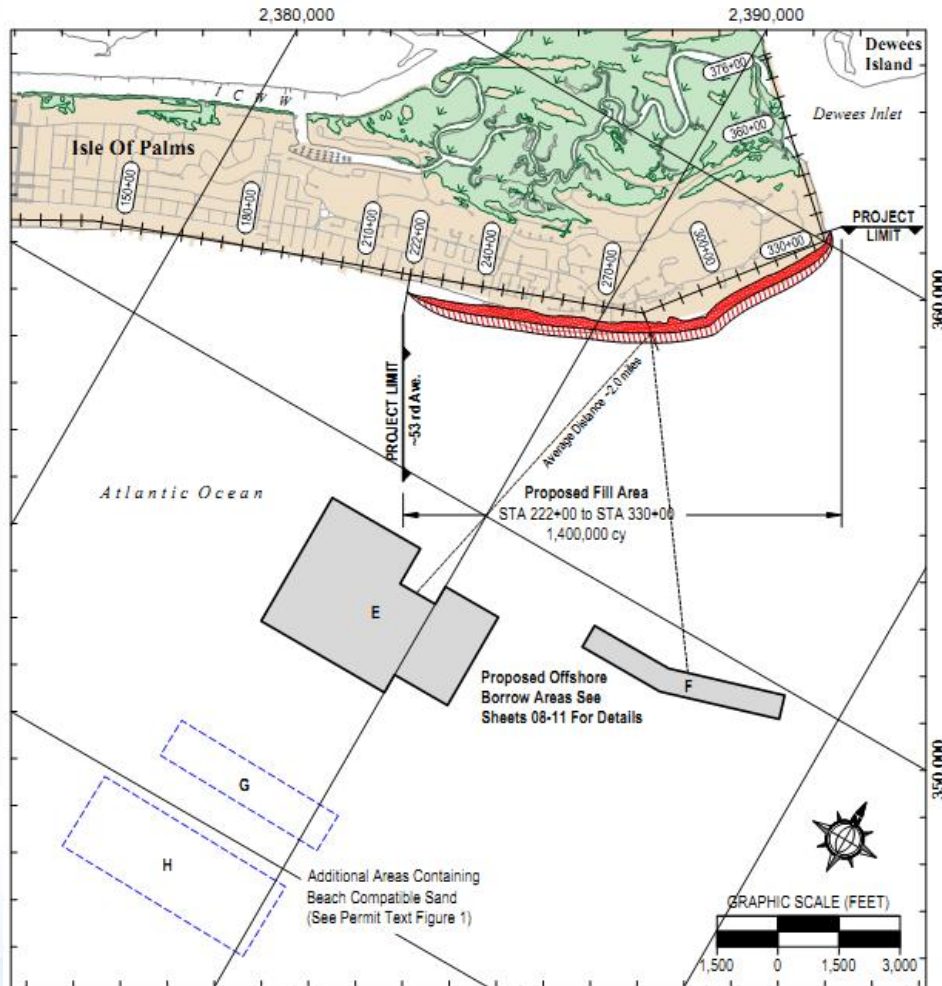 2,380,000
2,390,000
Dewees
Island
Dewees Inlet
ICWW
Isle Of Palms
376+00
360+00
150+00
180+00
210+00
222+00
240+00
270+00
300+00
330+00
PROJECT
LIMIT
360,000
PROJECT LIMIT
~53 rd Ave.
Average Distance ~2.0 miles
Atlantic Ocean
Proposed Fill Area
STA 222+00 to STA 330+00
1,400,000 cy
E
Proposed Offshore
Borrow Areas See
Sheets 08-11 For Details
F
350,000
G
H
Additional Areas Containing
Beach Compatible Sand
(See Permit Text Figure 1)
GRAPHIC SCALE (FEET)
1,500
0
1,500
3,000